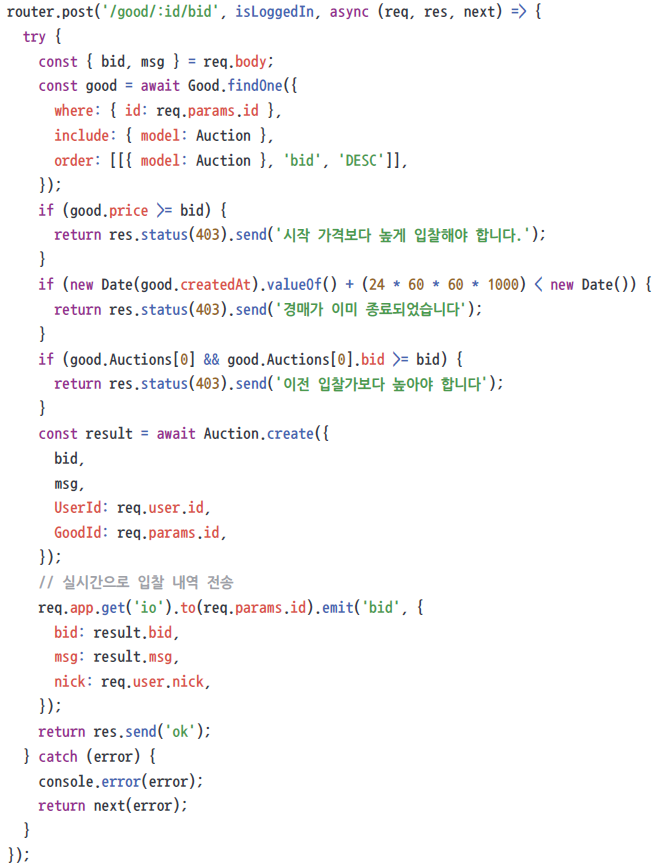 router.post('/good/:id/bid', isLoggedIn, async (req, res, next) => {
  try {
    const { bid, msg } = req.body;
    const good = await Good.findOne({
      where: { id: req.params.id },
      include: { model: Auction },
      order: [[{ model: Auction }, 'bid', 'DESC']],
    });
    if (good.price >= bid) {
      return res.status(403).send('시작 가격보다 높게 입찰해야 합니다.');
    }
    if (new Date(good.createdAt).valueOf() + (24 * 60 * 60 * 1000) < new Date()) {
      return res.status(403).send('경매가 이미 종료되었습니다');
    }
    if (good.Auctions[0] && good.Auctions[0].bid >= bid) {
      return res.status(403).send('이전 입찰가보다 높아야 합니다');
    }
    const result = await Auction.create({
      bid,
      msg,
      UserId: req.user.id,
      GoodId: req.params.id,
    });
    // 실시간으로 입찰 내역 전송
    req.app.get('io').to(req.params.id).emit('bid', {
      bid: result.bid,
      msg: result.msg,
      nick: req.user.nick,
    });
    return res.send('ok');
  } catch (error) {
    console.error(error);
    return next(error);
  }
});